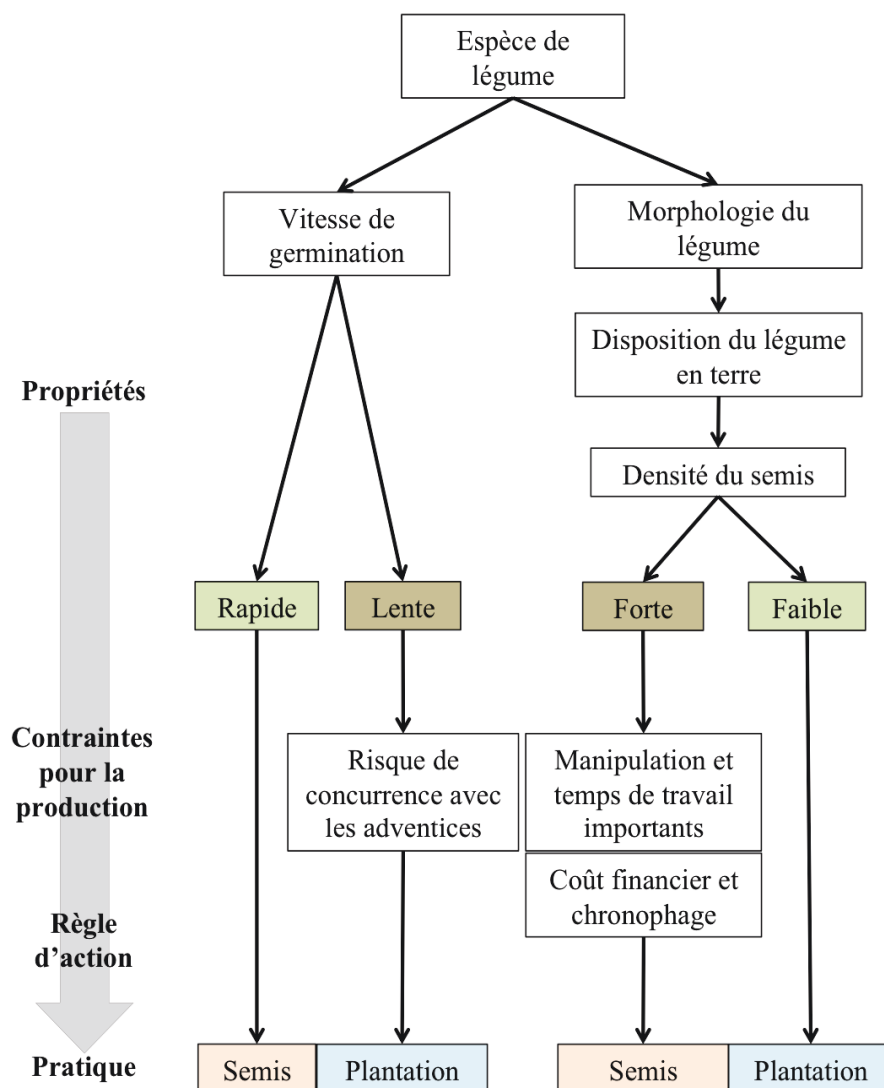 Espèce de
légume
Vitesse de
germination
Morphologie du
légume
Disposition du légume
en terre
Propriétés
Densité du semis
Rapide
Lente
Forte
Faible
Contraintes
pour la
production
Risque de
concurrence avec
les adventices
Manipulation et
temps de travail
importants
Coût financier et
chronophage
Règle
d’action
Pratique
Semis
Plantation
Semis
Plantation